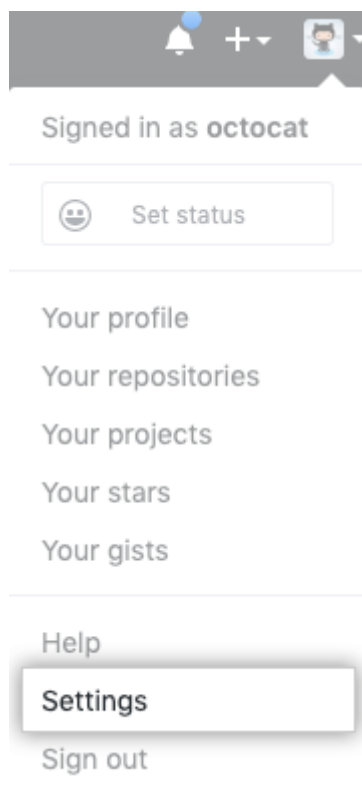 Signed in as octocat
Set status
Your profile
Your repositories
Your projects
Your stars
Your gists
Help
Settings
Sign out